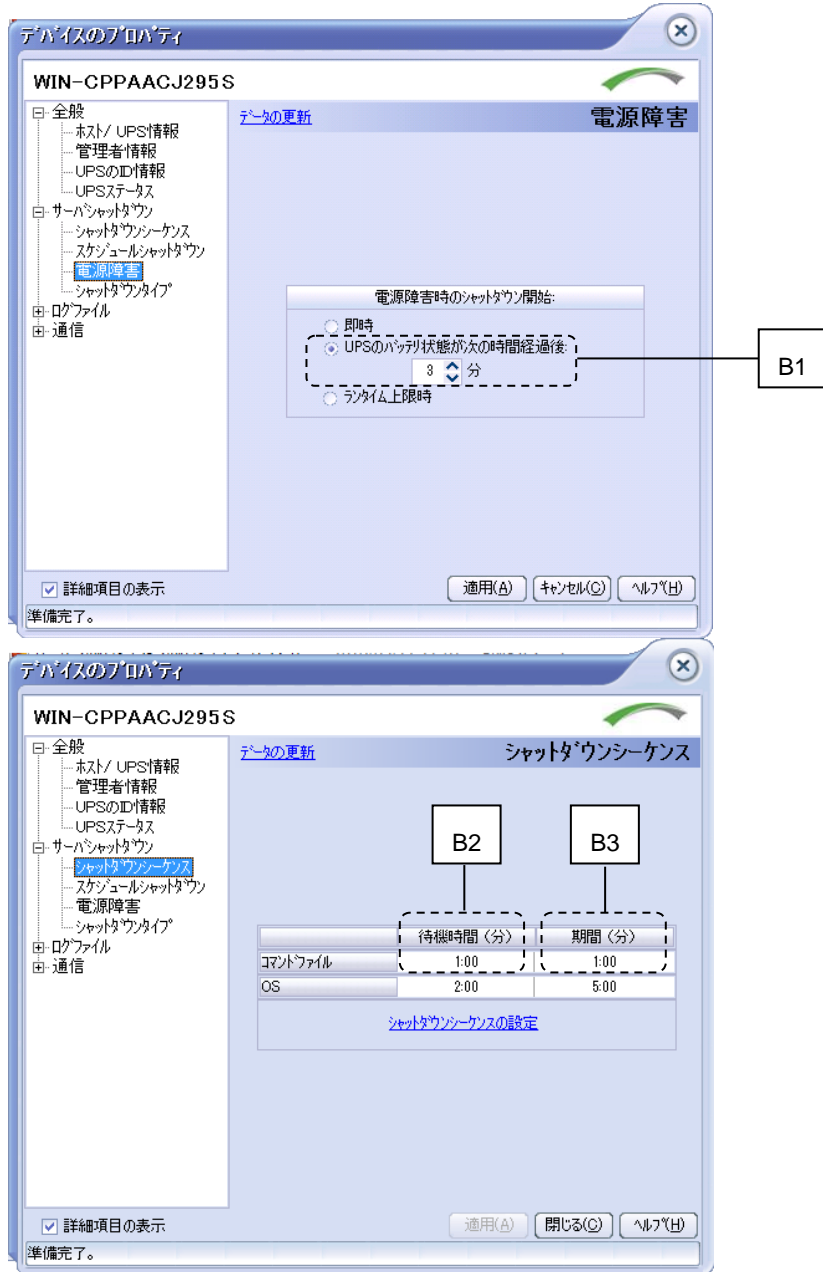 デバイスのプロパティ
WIN-CPPAACJ295S
全般
ホスト/ UPS情報
管理者情報
UPSのID情報
UPSステータス
サーバシャットダウン
シャットダウンシーケンス
スケジュールシャットダウン
電源障害
シャットダウンタイプ
ログファイル
通信
データの更新
電源障害
電源障害時のシャットダウン開始:
即時
UPSのバッテリ状態が次の時間経過後:
3 分
ランタイム上限時
B1
詳細項目の表示
適用(A) キャンセル(C) ヘルプ(H)
準備完了。
デバイスのプロパティ
WIN-CPPAACJ295S
全般
ホスト/ UPS情報
管理者情報
UPSのID情報
UPSステータス
サーバシャットダウン
シャットダウンシーケンス
スケジュールシャットダウン
電源障害
シャットダウンタイプ
ログファイル
通信
データの更新
シャットダウンシーケンス
B2 B3
待機時間（分） 期間（分）
コマンドファイル 1:00 1:00
OS 2:00 5:00
シャットダウンシーケンスの設定
詳細項目の表示
適用(A) 閉じる(C) ヘルプ(H)
準備完了。